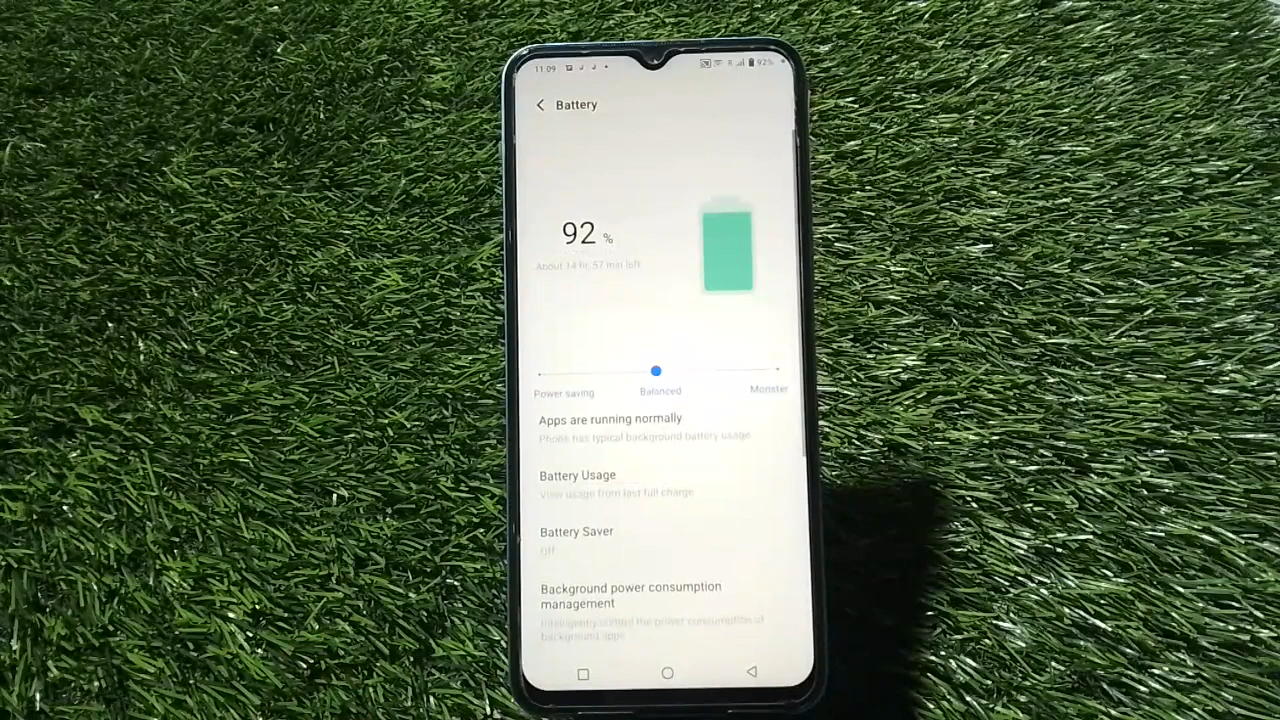 11:09
R 92%
Battery
92 %
About 14 hr, 57 min left
Power saving Balanced Monster
Apps are running normally
Phone has typical background battery usage
Battery Usage
View usage from last full charge
Battery Saver
Off
Background power consumption
management
Intelligently control the power consumption of
background apps